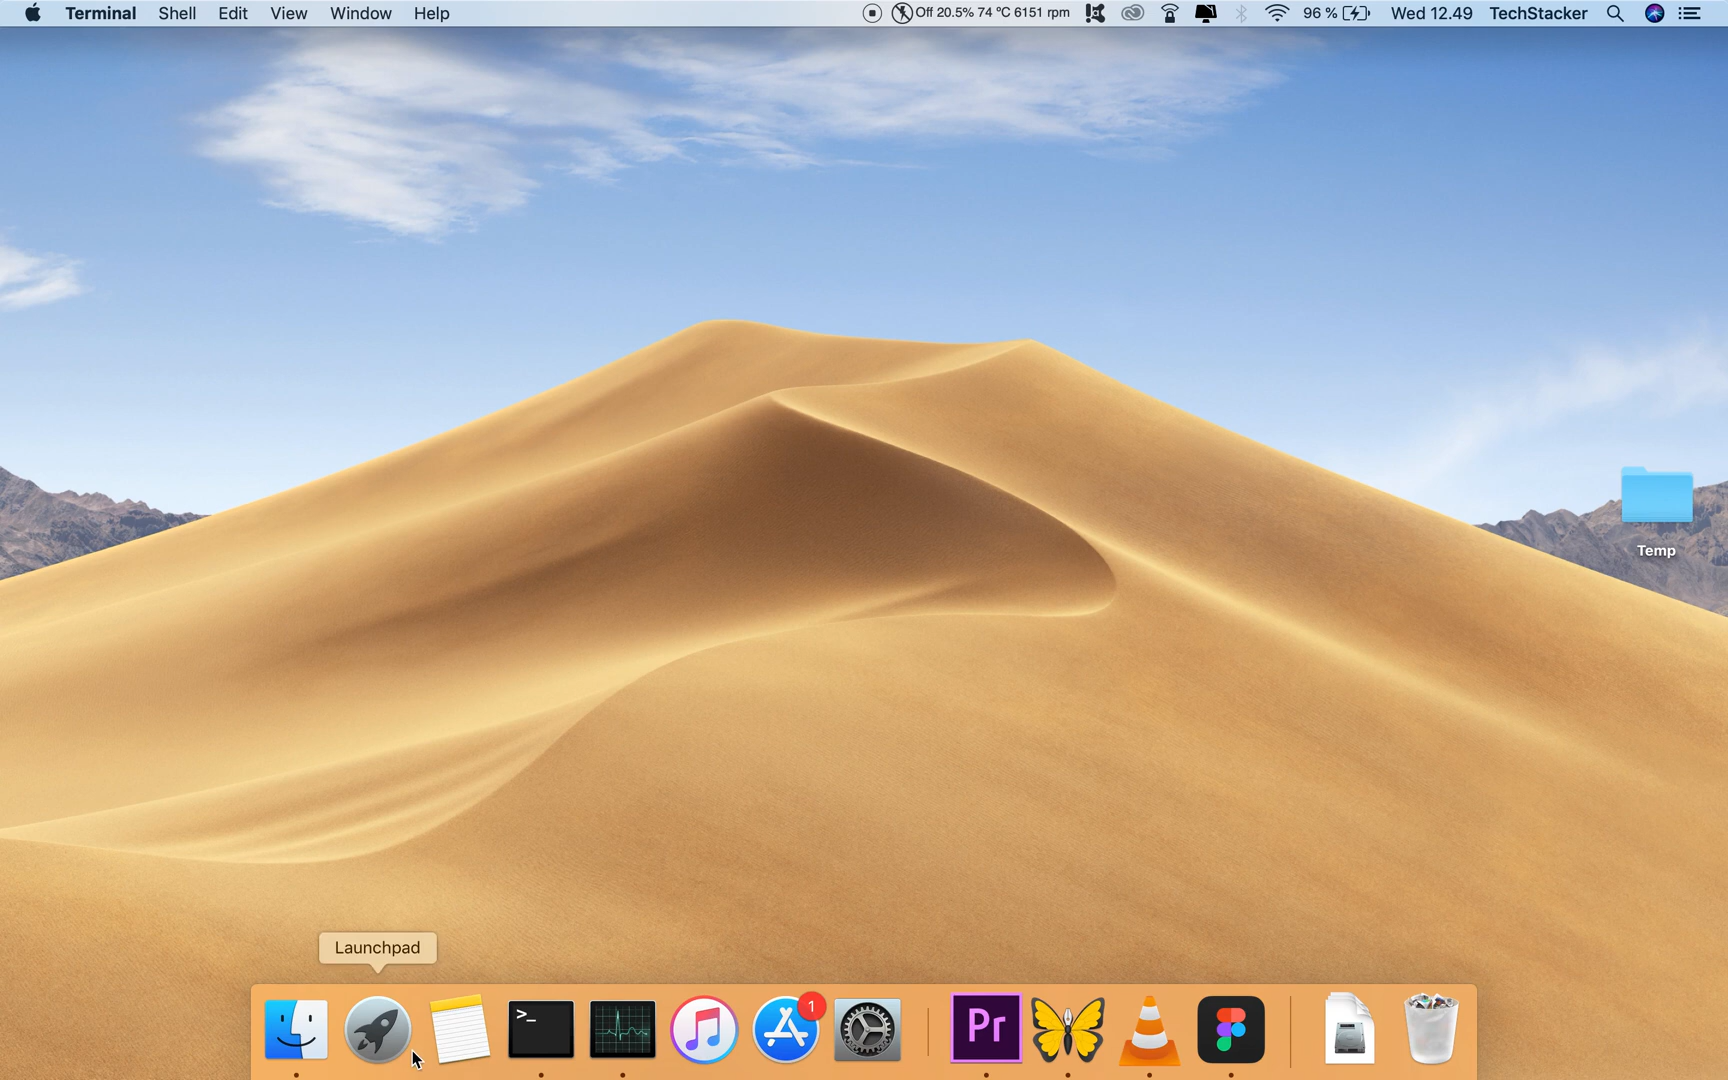 Terminal Shell Edit View Window Help Off 20.5% 74 ºC 6151 rpm 96 % Wed 12.49 TechStacker
Temp
Launchpad
>_
1
Pr